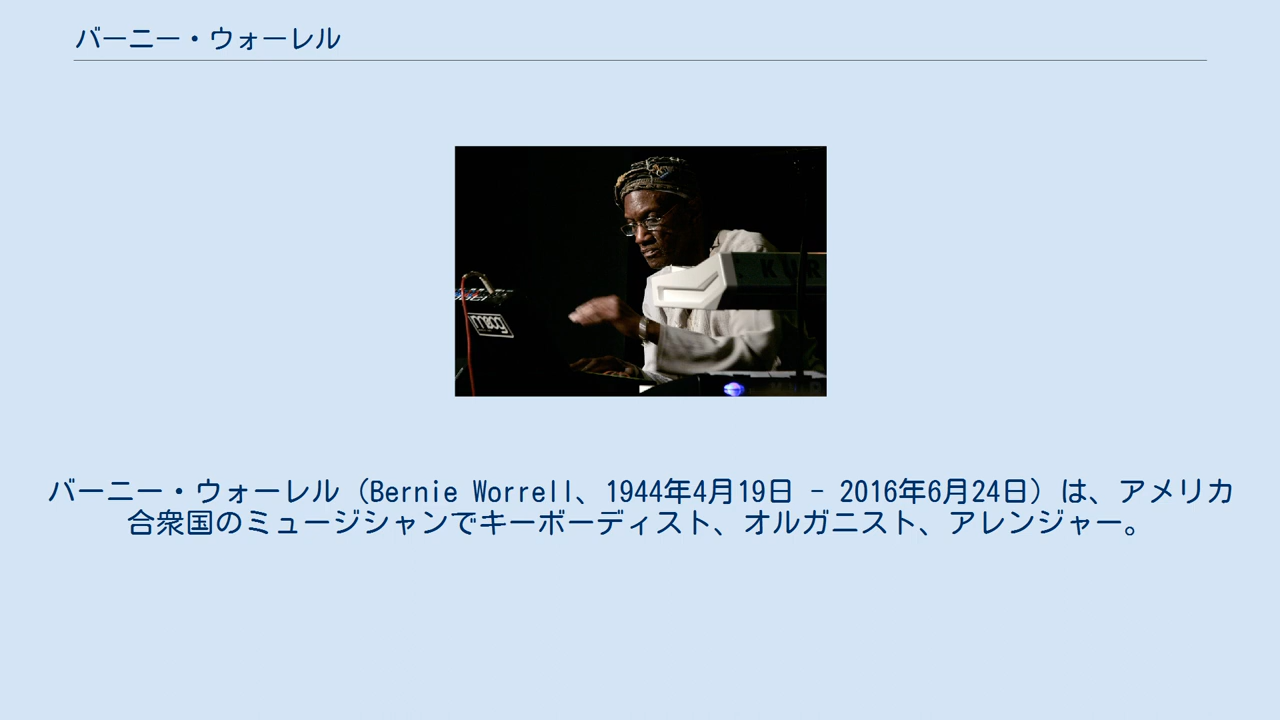 バーニー・ウォーレル
moog
KUR
バーニー・ウォーレル（Bernie Worrell、1944年4月19日 - 2016年6月24日）は、アメリカ
合衆国のミュージシャンでキーボーディスト、オルガニスト、アレンジャー。